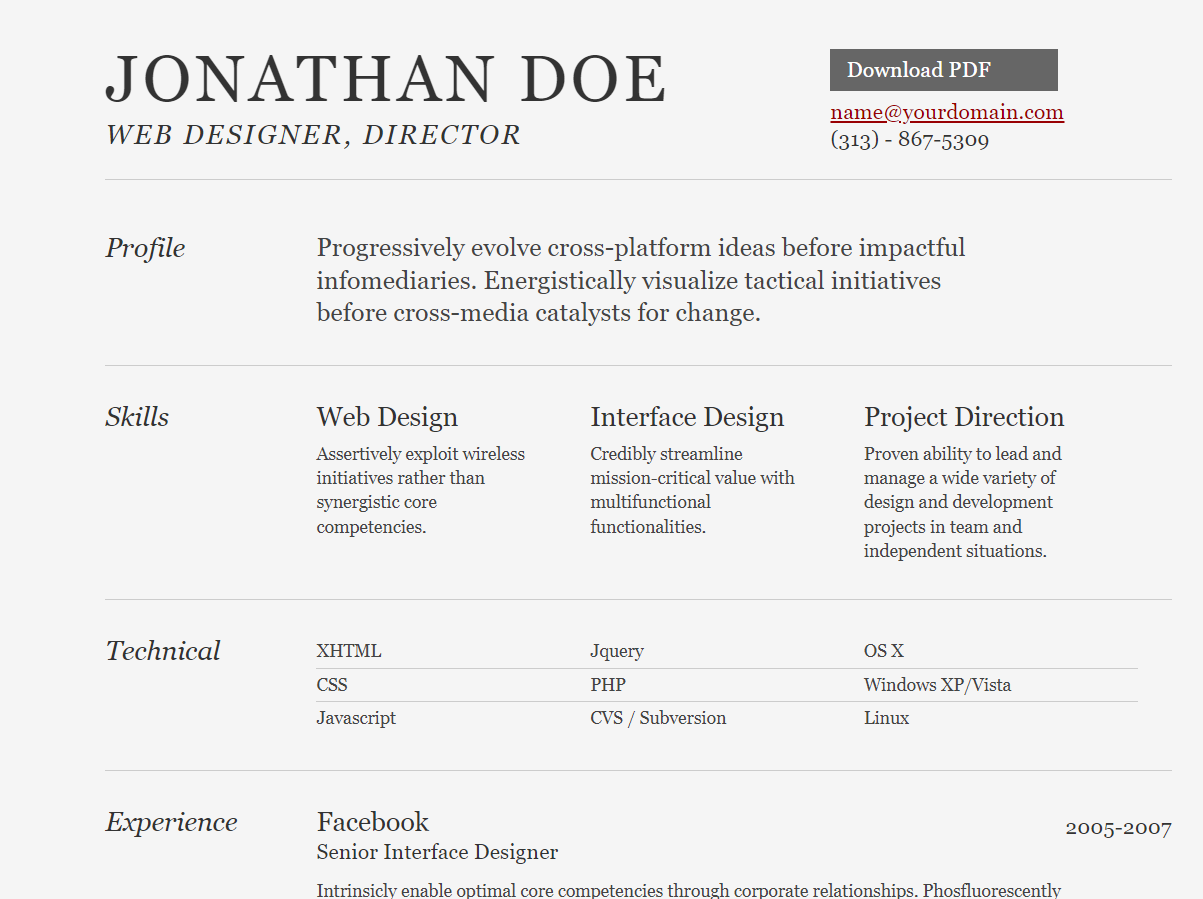 JONATHAN DOE
WEB DESIGNER, DIRECTOR
Download PDF
name@yourdomain.com
(313) - 867-5309
Profile
Progressively evolve cross-platform ideas before impactful
infomediaries. Energistically visualize tactical initiatives
before cross-media catalysts for change.
Skills
Web Design
Assertively exploit wireless
initiatives rather than
synergistic core
competencies.
Interface Design
Credibly streamline
mission-critical value with
multifunctional
functionalities.
Project Direction
Proven ability to lead and
manage a wide variety of
design and development
projects in team and
independent situations.
Technical
XHTML
CSS
Javascript
Jquery
PHP
CVS / Subversion
OS X
Windows XP/Vista
Linux
Experience
Facebook
2005-2007
Senior Interface Designer
Intrinsicly enable optimal core competencies through corporate relationships. Phosfluorescently